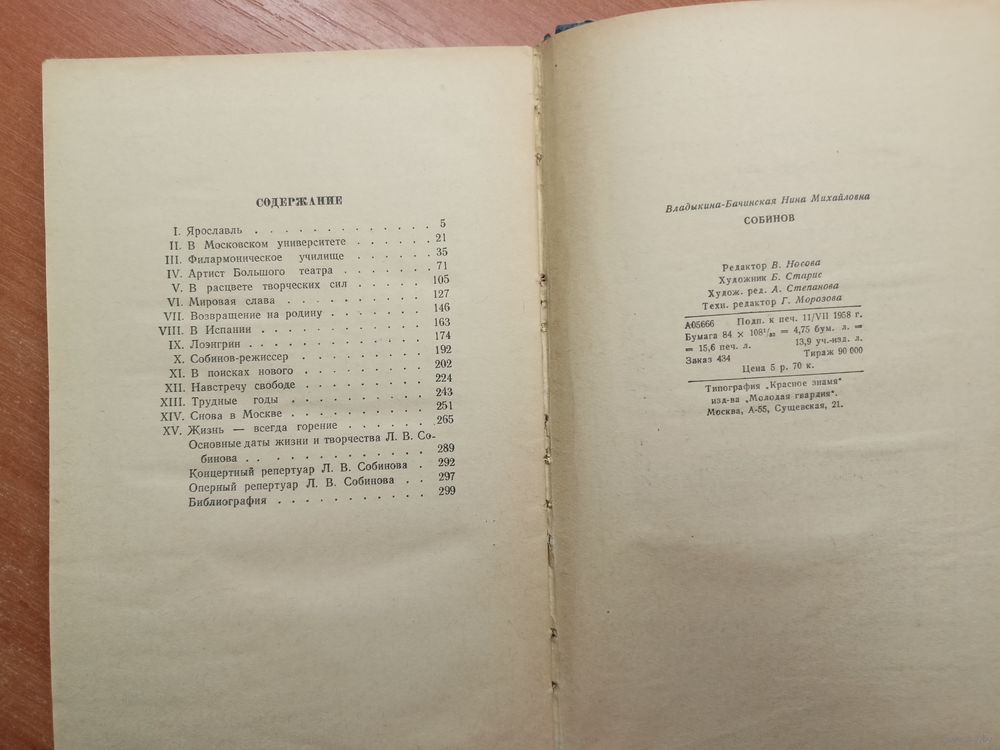 СОДЕРЖАНИЕ
I. Ярославль . . . . . . . . . . . . . 5
II. В Московском университете . . . . . . 21
III. Филармоническое училище . . . . . . 35
IV. Артист Большого театра . . . . . . . 71
V. В расцвете творческих сил . . . . . . 105
VI. Мировая слава . . . . . . . . . . . 127
VII. Возвращение на родину . . . . . . . . 146
VIII. В Испании . . . . . . . . . . . . 163
IX. Лоэнгрин . . . . . . . . . . . . 174
X. Собинов-режиссер . . . . . . . . . . 192
XI. В поисках нового . . . . . . . . . 202
XII. Навстречу свободе . . . . . . . . . 224
XIII. Трудные годы . . . . . . . . . . 243
XIV. Снова в Москве . . . . . . . . . . 251
XV. Жизнь — всегда горение . . . . . . . 265
Основные даты жизни и творчества Л. В. Со-
бинова . . . . . . . . . . . . . 289
Концертный репертуар Л. В. Собинова . 292
Оперный репертуар Л. В. Собинова . . 297
Библиография . . . . . . . . . . . 299
Владыкина-Бачинская Нина Михайловна
СОБИНОВ
Редактор В. Носова
Художник Б. Старис
Худож. ред. А. Степанова
Техн. редактор Г. Морозова
А05666 Подп. к печ. 11/VII 1958 г.
Бумага 84 × 108¹/₃₂ = 4,75 бум. л. =
= 15,6 печ. л. 13,9 уч.-изд. л.
Заказ 434 Тираж 90 000
Цена 5 р. 70 к.
Типография „Красное знамя“
изд-ва „Молодая гвардия“.
Москва, А-55, Сущевская, 21.